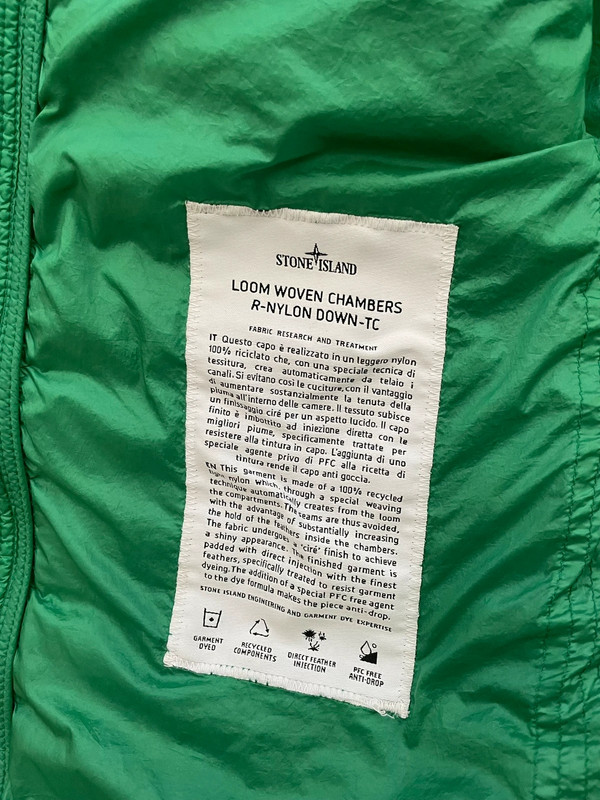 STONE ISLAND
LOOM WOVEN CHAMBERS
R-NYLON DOWN-TC
FABRIC RESEARCH AND TREATMENT
IT Questo capo è realizzato in un leggero nylon
100% riciclato che, con una speciale tecnica di
tessitura, crea automaticamente da telaio i
canali. Si evitano così le cuciture, con il vantaggio
di aumentare sostanzialmente la tenuta della
piuma all'interno delle camere. Il tessuto subisce
un finissaggio ciré per un aspetto lucido. Il capo
finito è imbottito ad iniezione diretta con le
migliori piume, specificamente trattate per
resistere alla tintura in capo. L'aggiunta di uno
speciale agente privo di PFC alla ricetta di
tintura rende il capo anti goccia.
EN This garment is made of a 100% recycled
light nylon which, through a special weaving
technique automatically creates from the loom
the compartments. The seams are thus avoided,
with the advantage of substantially increasing
the hold of the feathers inside the chambers.
The fabric undergoes a 'ciré' finish to achieve
a shiny appearance. The finished garment is
padded with direct injection with the finest
feathers, specifically treated to resist garment
dyeing. The addition of a special PFC free agent
to the dye formula makes the piece anti-drop.
STONE ISLAND ENGINEERING AND GARMENT DYE EXPERTISE
GARMENT DYED
RECYCLED COMPONENTS
DIRECT FEATHER INJECTION
PFC FREE ANTI-DROP